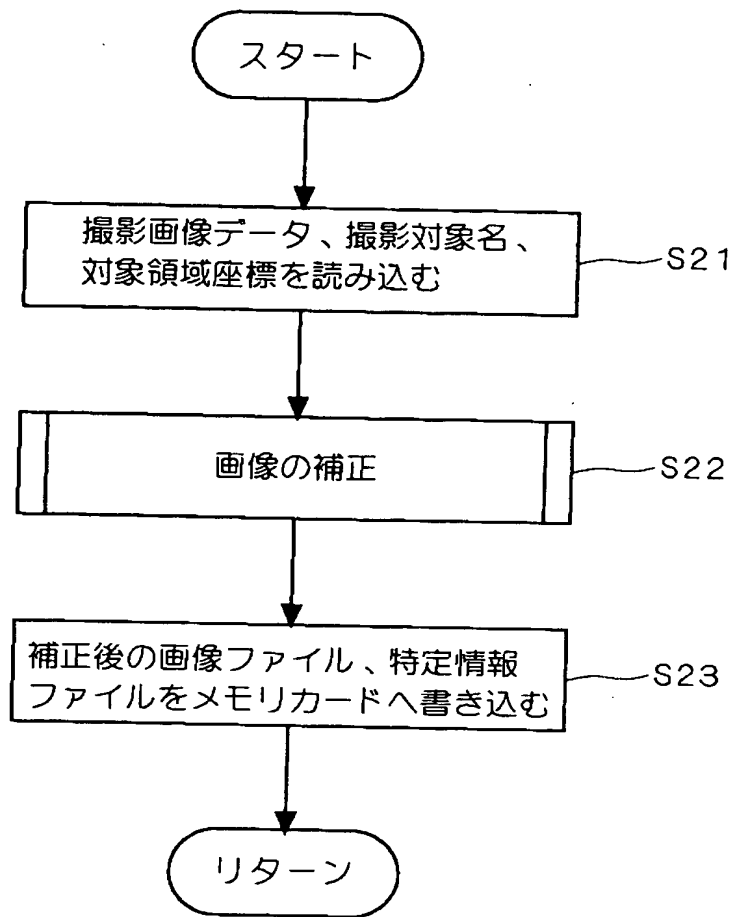 スタート
撮影画像データ、撮影対象名、
対象領域座標を読み込む
S21
画像の補正
S22
補正後の画像ファイル、特定情報
ファイルをメモリカードへ書き込む
S23
リターン